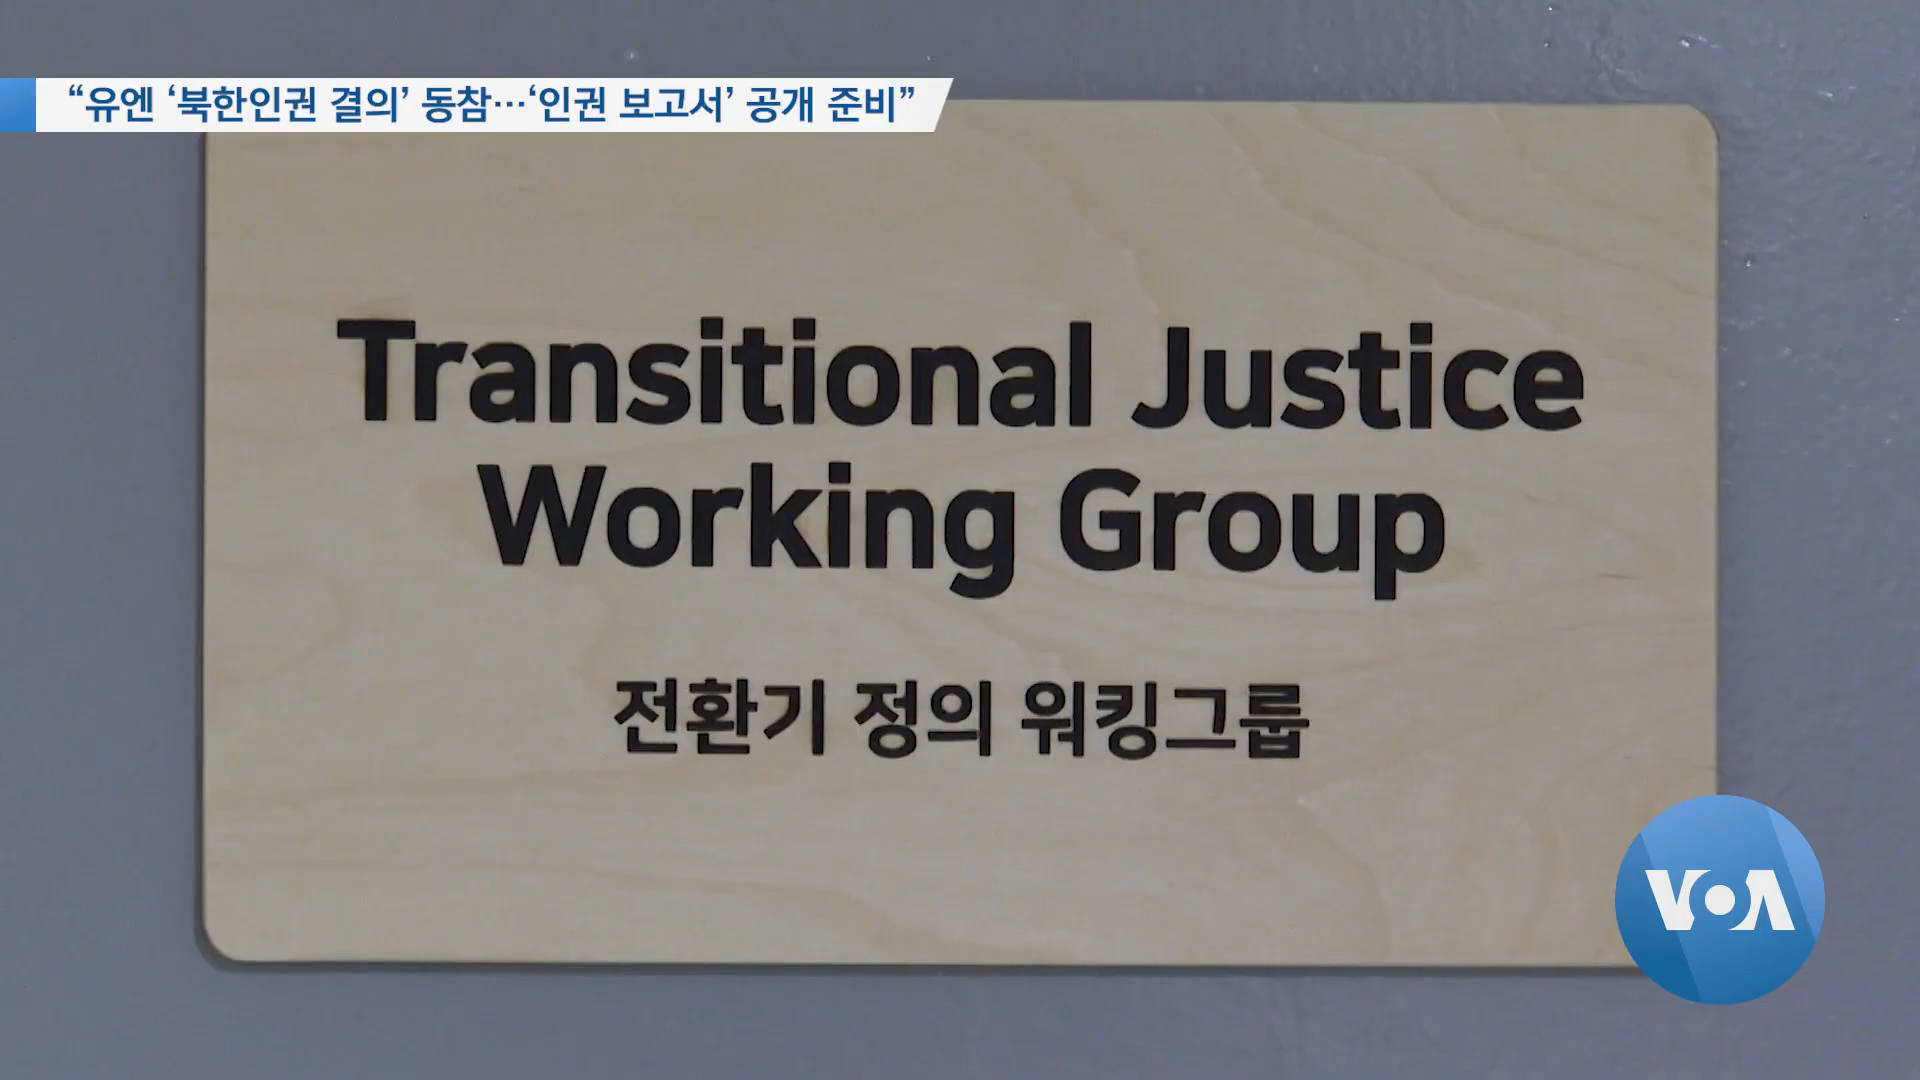 “유엔 ‘북한인권 결의’ 동참…‘인권 보고서’ 공개 준비”
Transitional Justice
Working Group
전환기 정의 워킹그룹
VOA